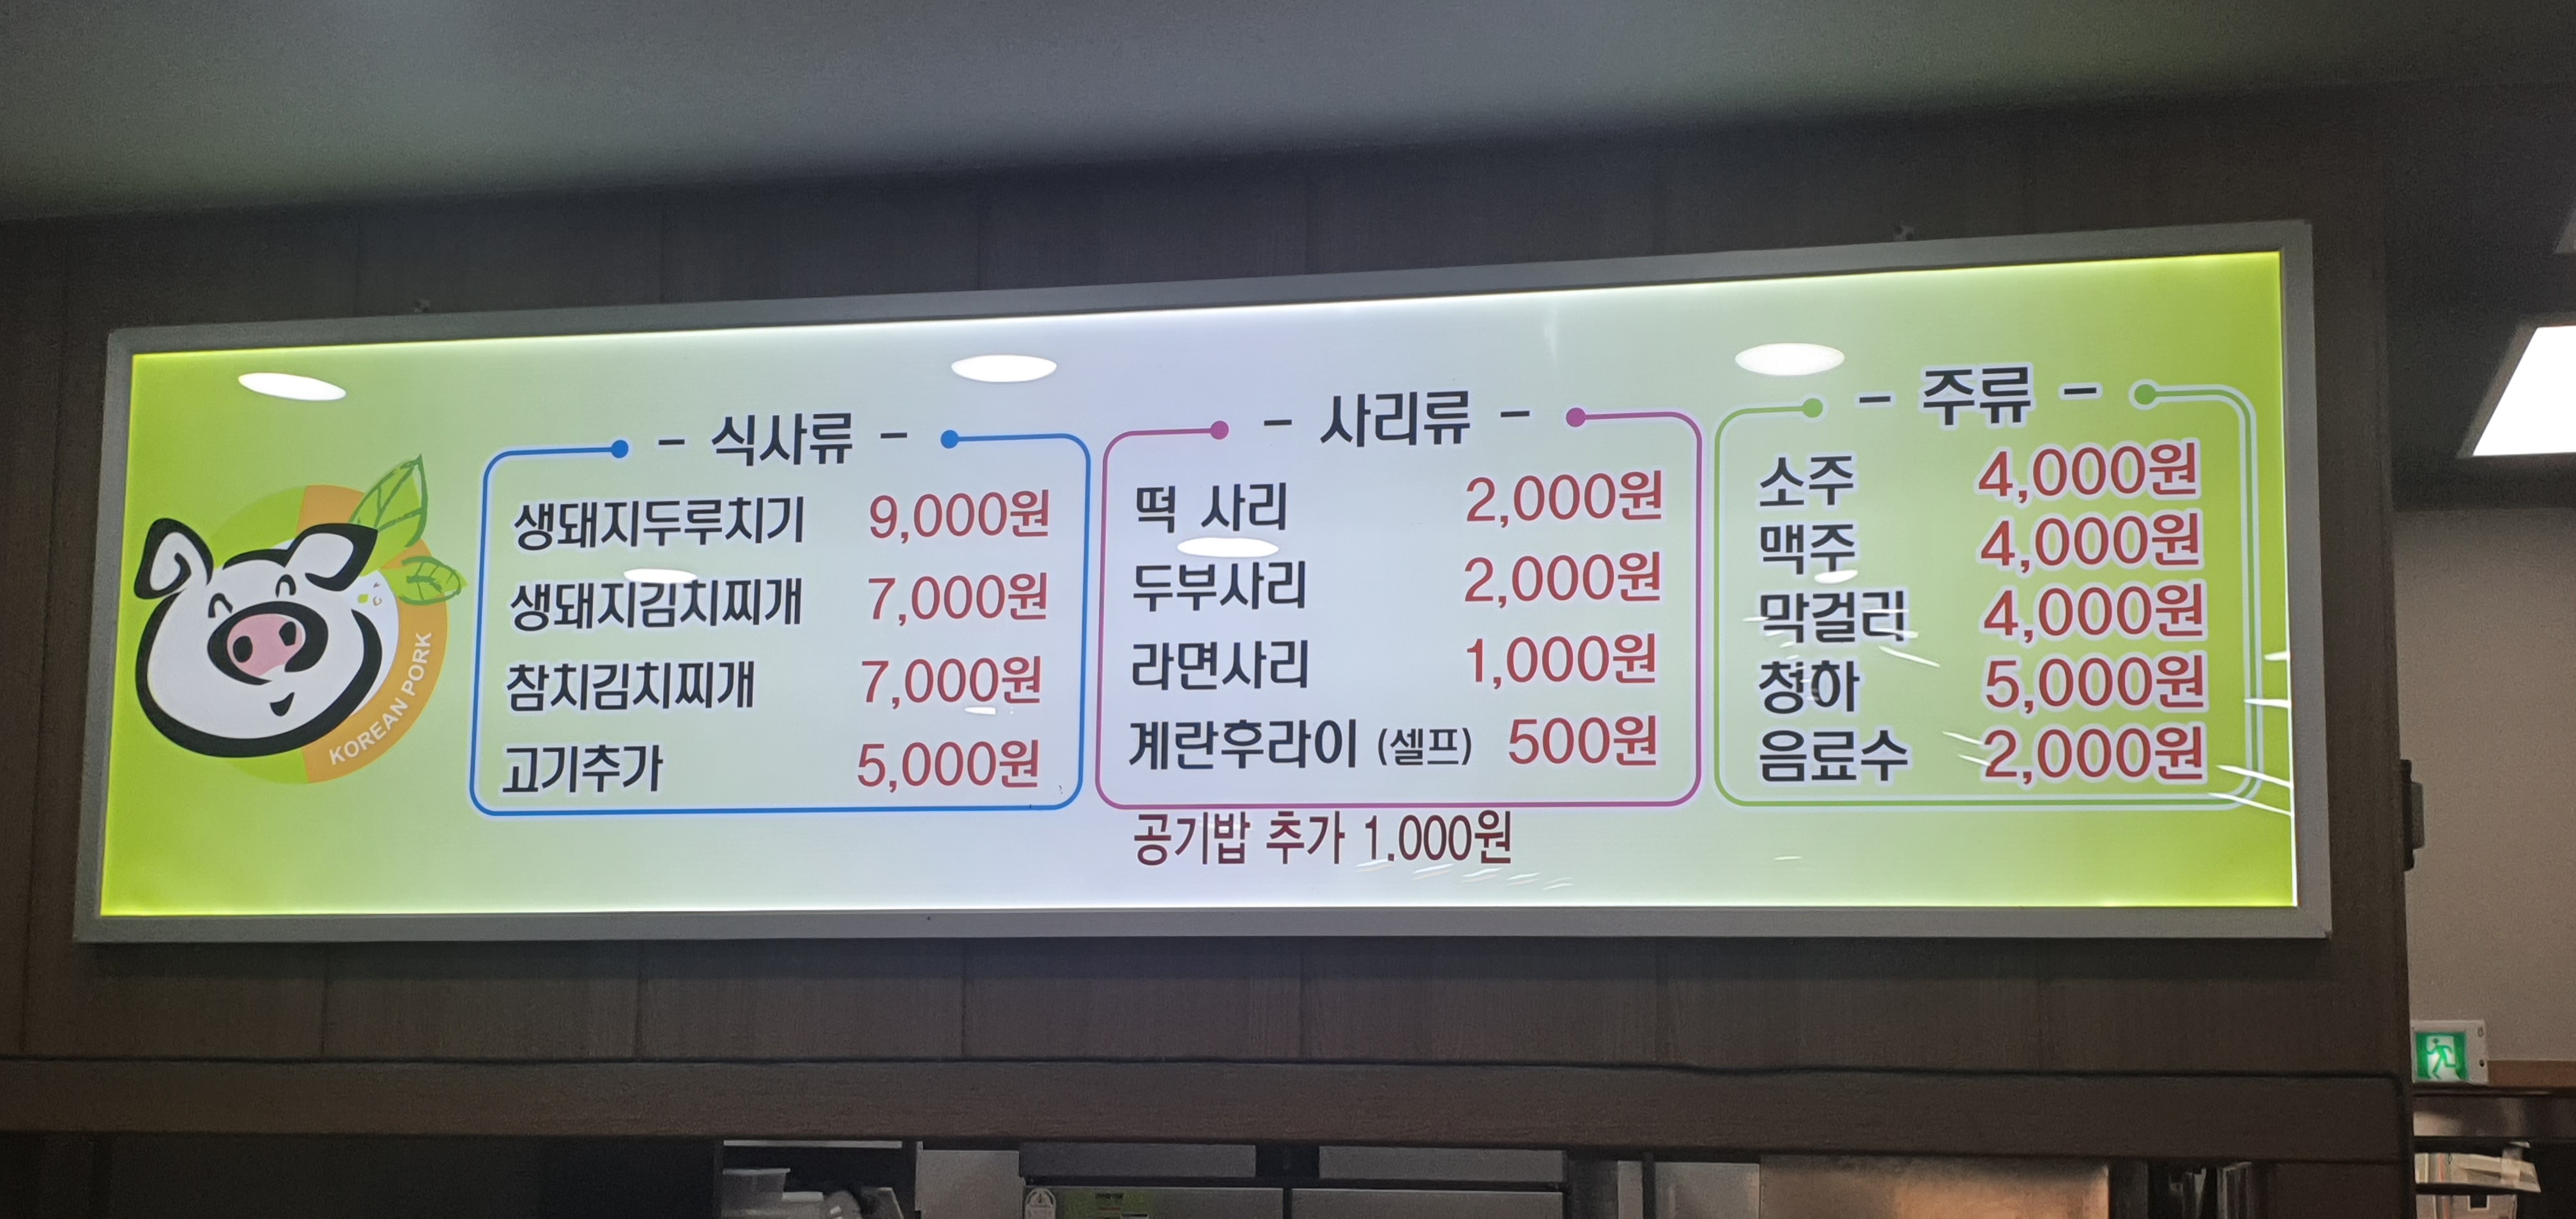 KOREAN PORK
- 식사류 -
생돼지두루치기 9,000원
생돼지김치찌개 7,000원
참치김치찌개 7,000원
고기추가 5,000원
- 사리류 -
떡 사리 2,000원
두부사리 2,000원
라면사리 1,000원
계란후라이 (셀프) 500원
공기밥 추가 1.000원
- 주류 -
소주 4,000원
맥주 4,000원
막걸리 4,000원
청하 5,000원
음료수 2,000원